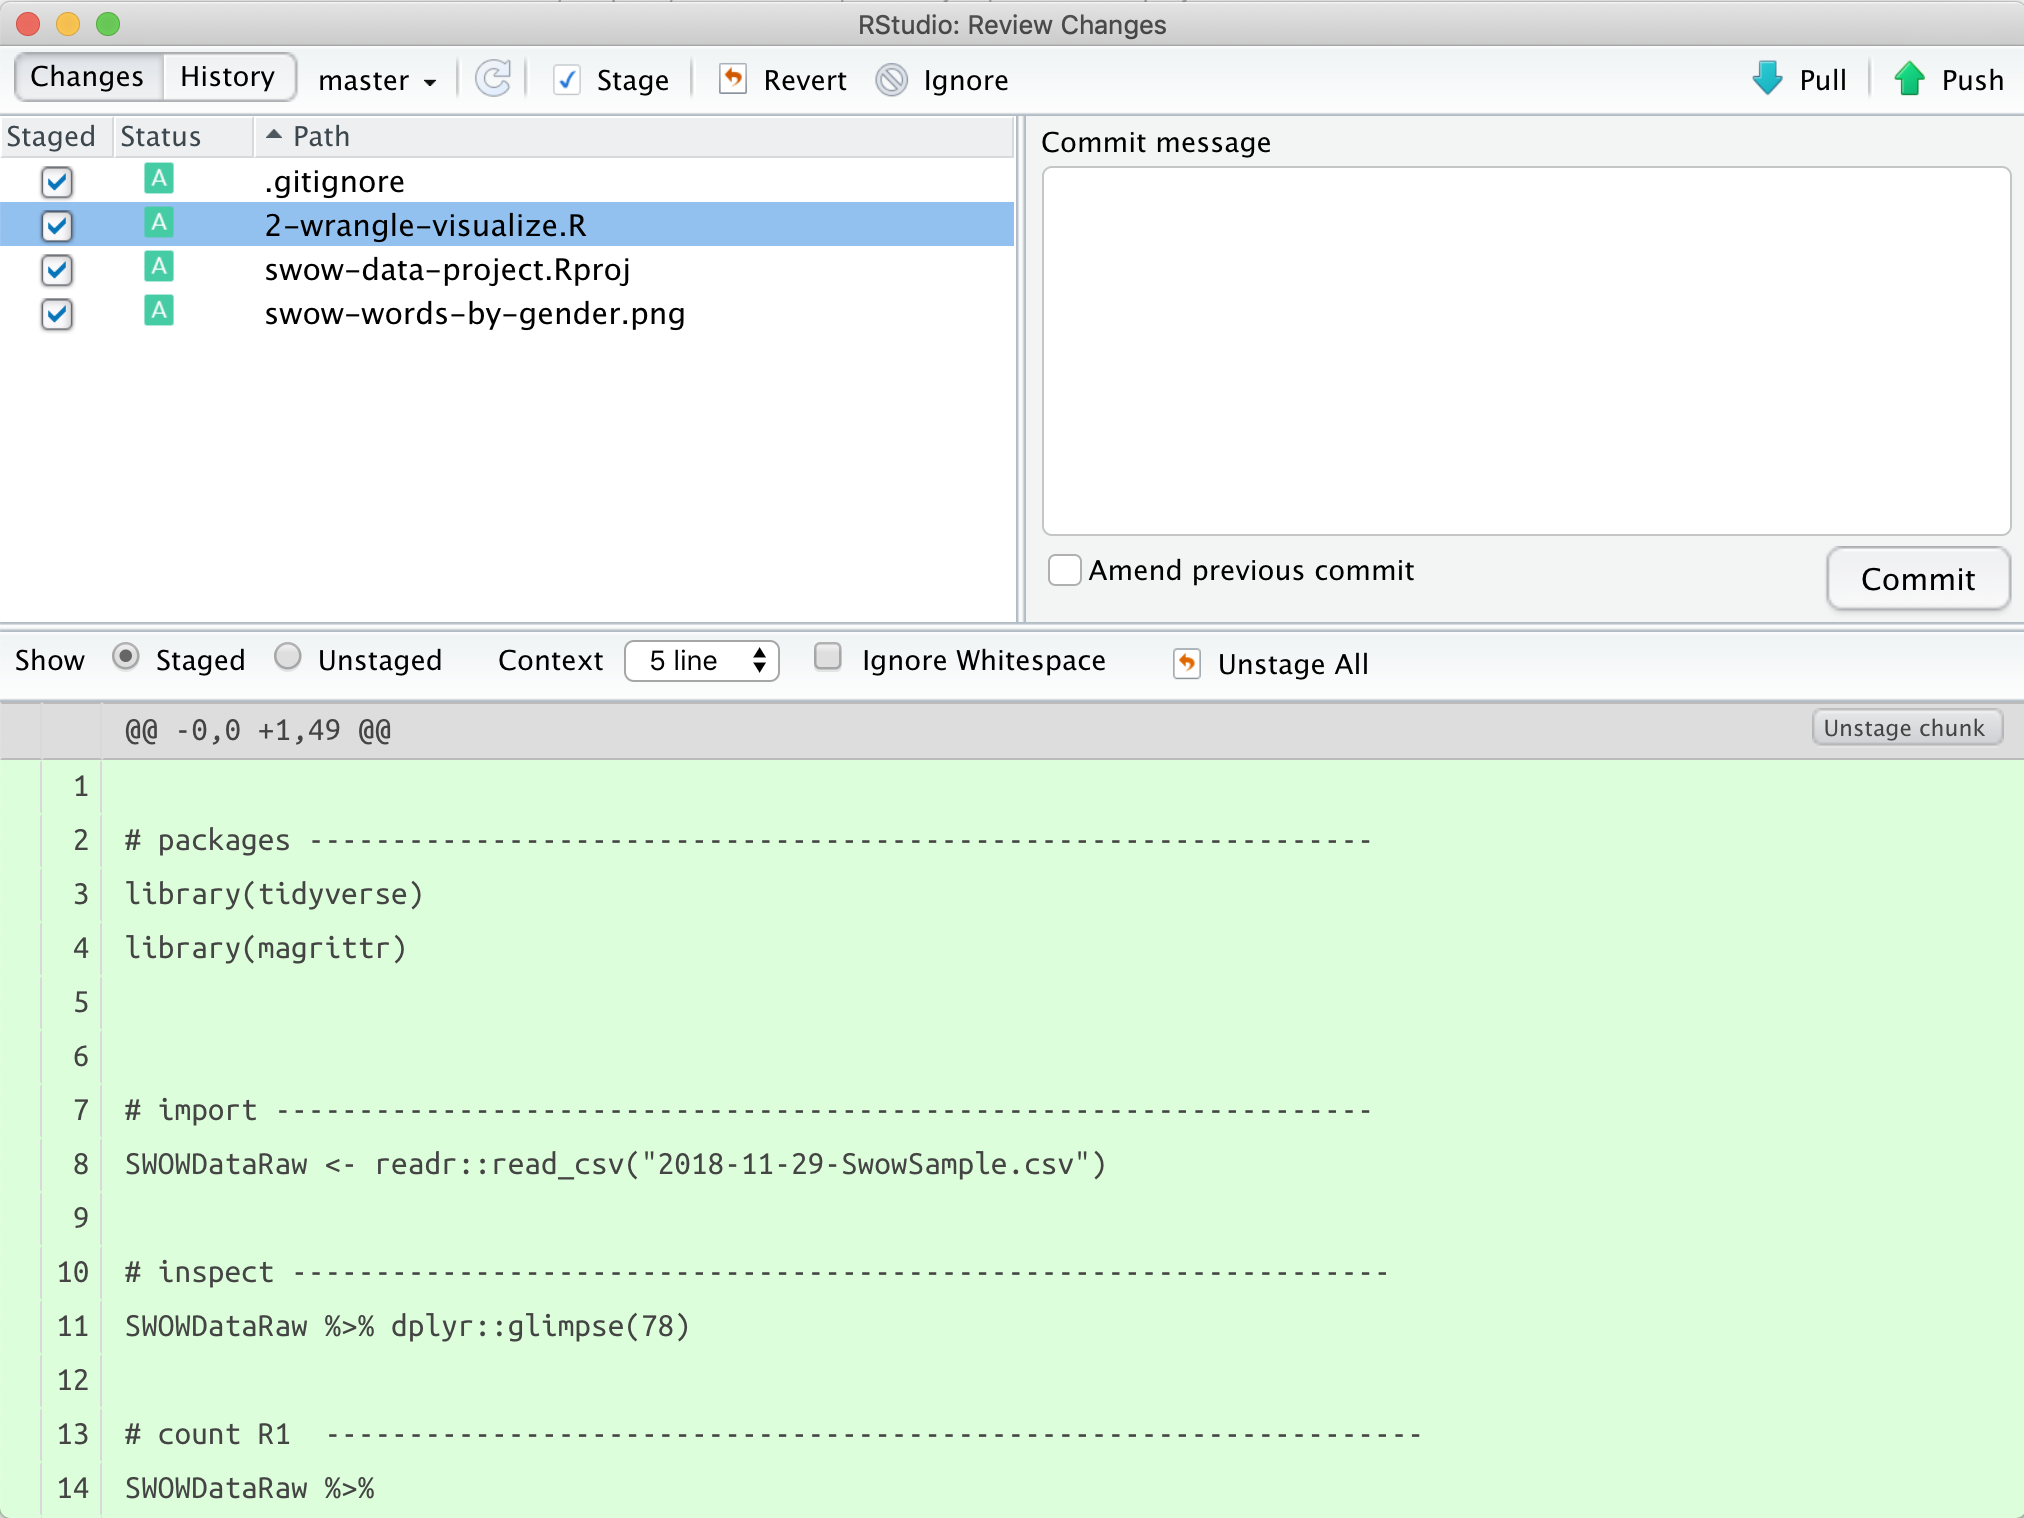 RStudio: Review Changes
Changes History master Stage Revert Ignore Pull Push
Staged Status Path
A .gitignore
A 2-wrangle-visualize.R
A swow-data-project.Rproj
A swow-words-by-gender.png
Commit message
Amend previous commit Commit
Show Staged Unstaged Context 5 line Ignore Whitespace Unstage All
@@ -0,0 +1,49 @@ Unstage chunk
1
2 # packages -----------------------------------------------------------------
3 library(tidyverse)
4 library(magrittr)
5
6
7 # import -------------------------------------------------------------------
8 SWOWDataRaw <- readr::read_csv("2018-11-29-SwowSample.csv")
9
10 # inspect -------------------------------------------------------------------
11 SWOWDataRaw %>% dplyr::glimpse(78)
12
13 # count R1  -------------------------------------------------------------------
14 SWOWDataRaw %>%